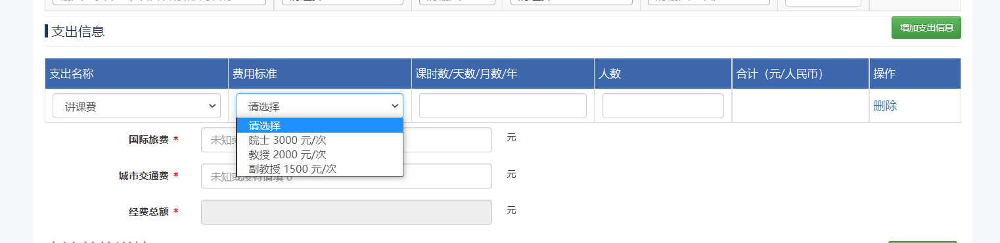 支出信息
增加支出信息
支出名称 费用标准 课时数/天数/月数/年 人数 合计（元/人民币） 操作
讲课费 请选择 删除
请选择
院士 3000 元/次
教授 2000 元/次
副教授 1500 元/次
国际旅费 * 未知或 元
城市交通费 * 未知或没有请填 0 元
经费总额 * 元